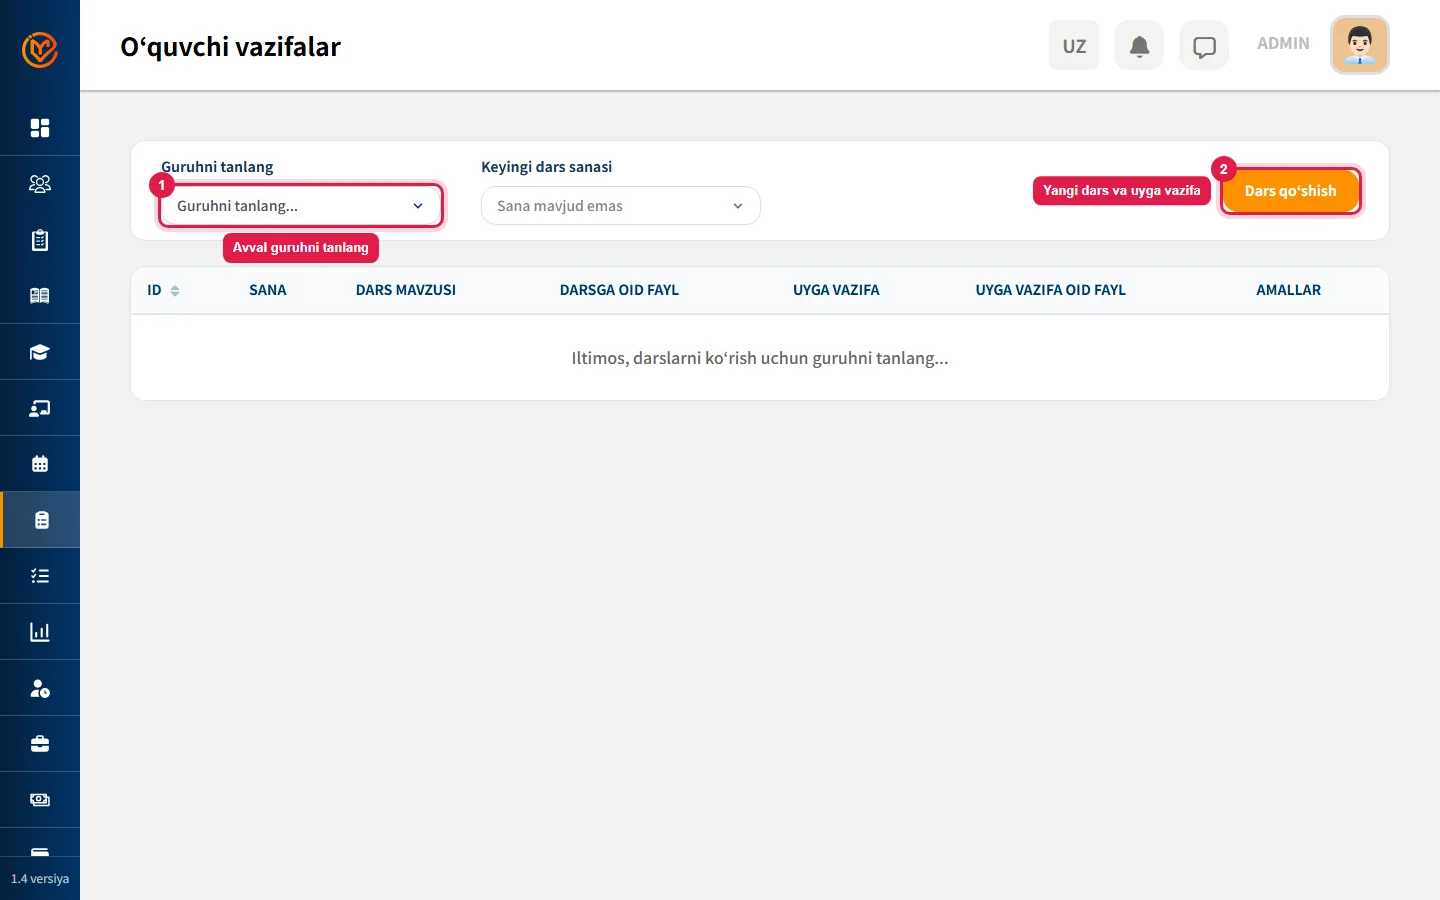 O‘quvchi vazifalar
UZ
ADMIN
Guruhni tanlang
Keyingi dars sanasi
1
Guruhni tanlang...
Sana mavjud emas
Yangi dars va uyga vazifa
2
Dars qo‘shish
Avval guruhni tanlang
ID SANA DARS MAVZUSI DARSGA OID FAYL UYGA VAZIFA UYGA VAZIFA OID FAYL AMALLAR
Iltimos, darslarni ko‘rish uchun guruhni tanlang...
1.4 versiya